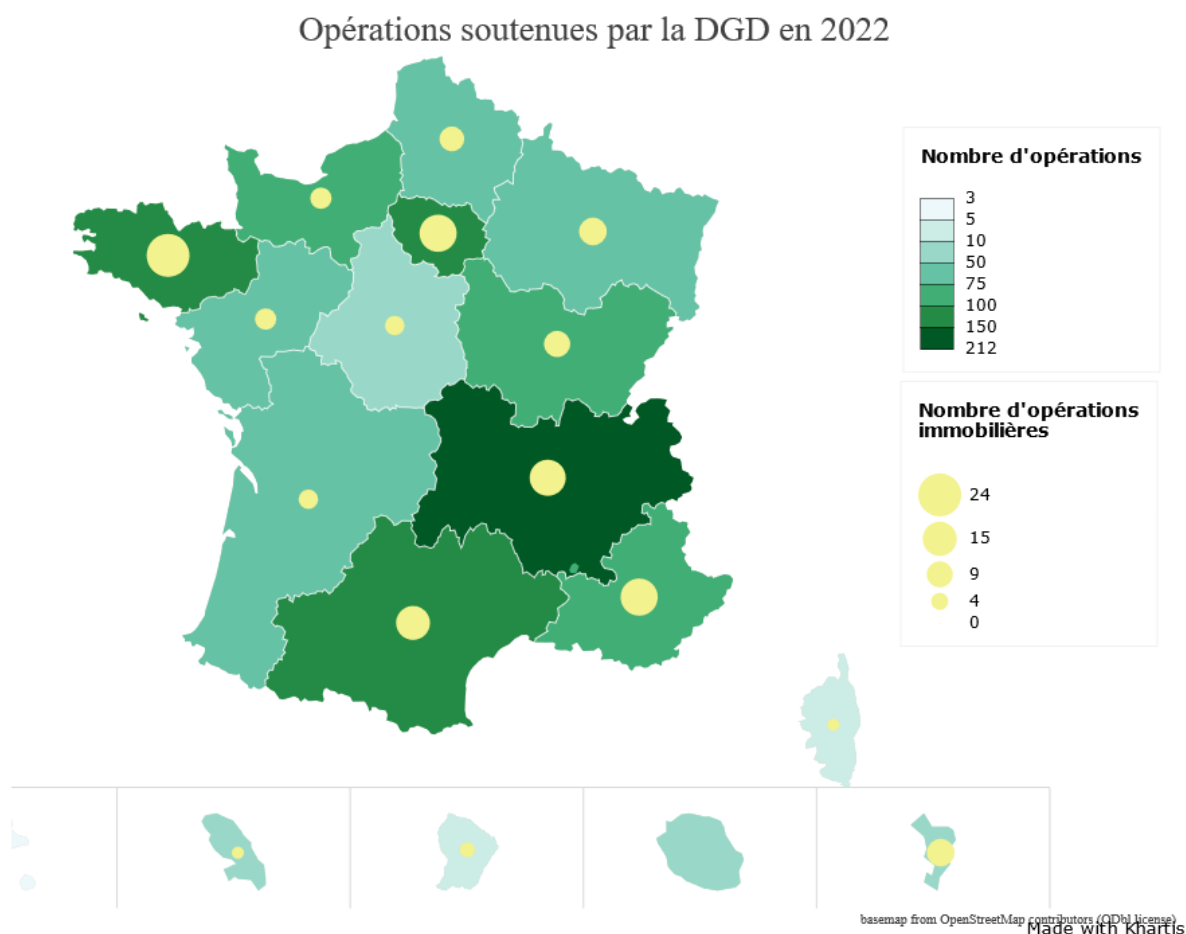 Opérations soutenues par la DGD en 2022
Nombre d'opérations
3
5
10
50
75
100
150
212
Nombre d'opérations
immobilières
24
15
9
4
0
basemap from OpenStreetMap contributors (ODbl license)
Made with Khartis